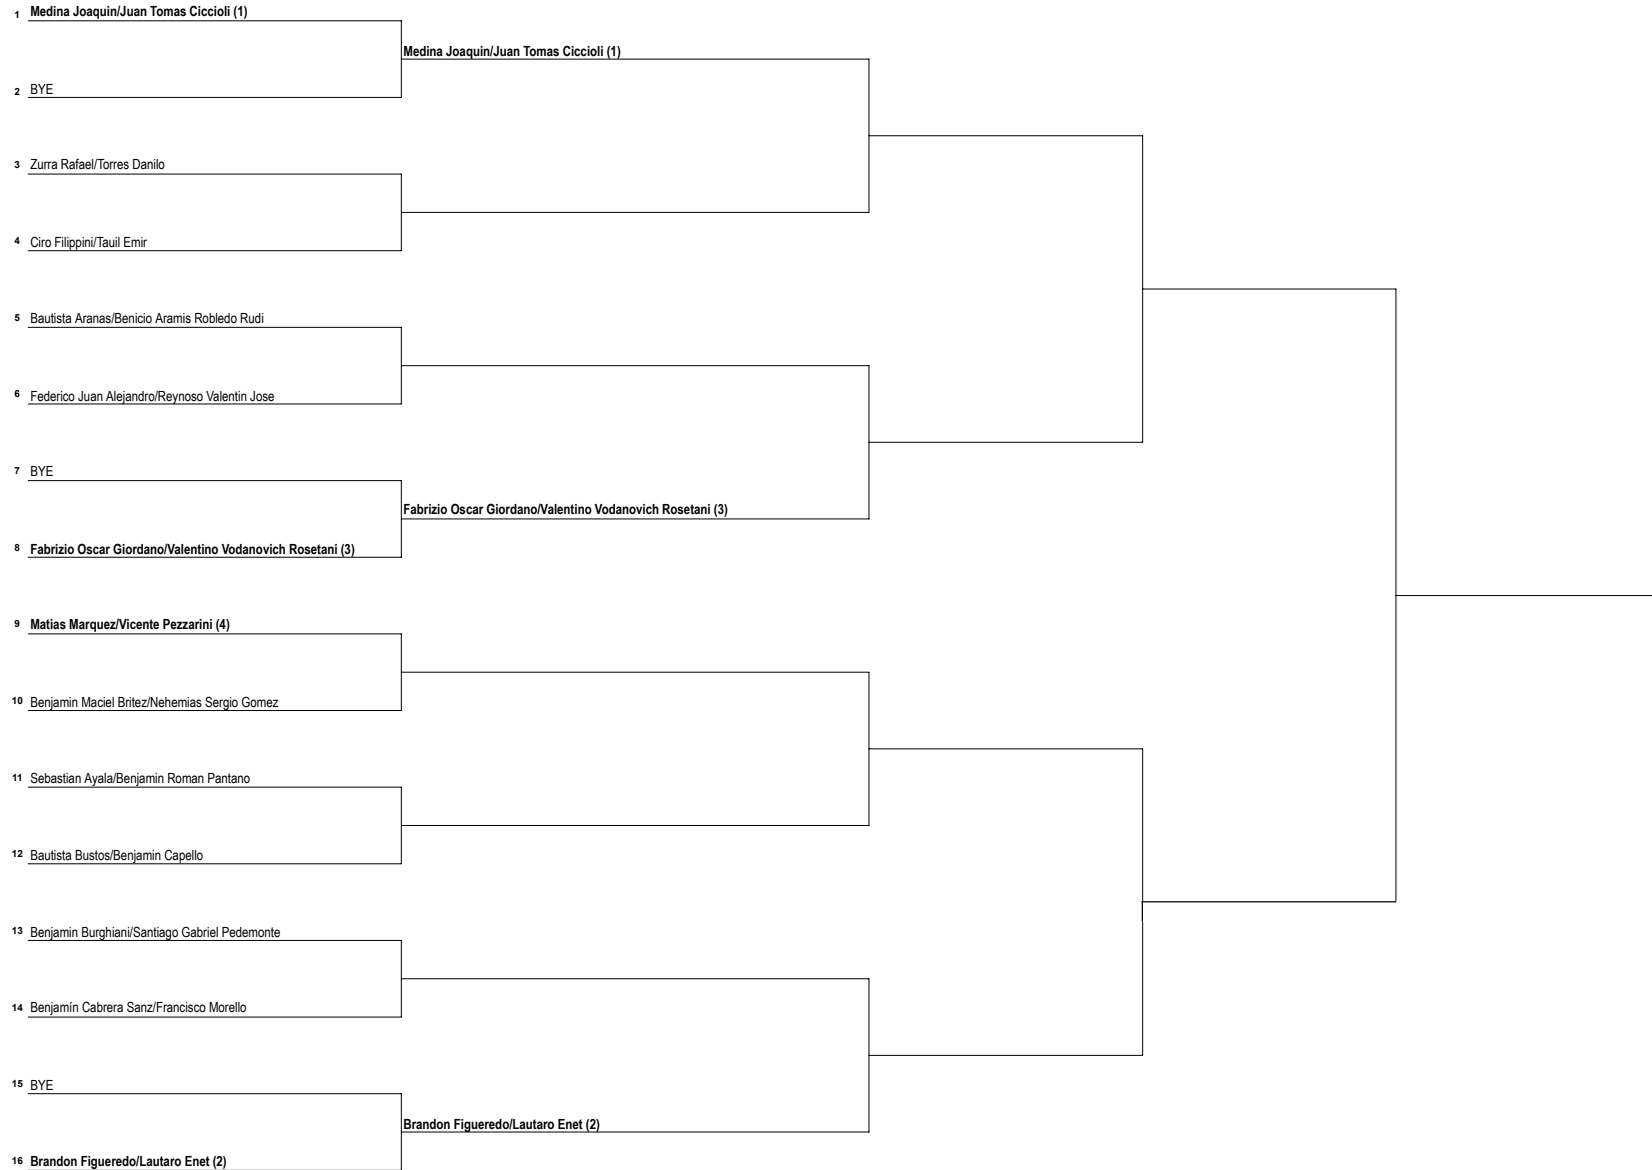 1 Medina Joaquin/Juan Tomas Ciccioli (1)
Medina Joaquin/Juan Tomas Ciccioli (1)
2 BYE
3 Zurra Rafael/Torres Danilo
4 Ciro Filippini/Tauil Emir
5 Bautista Aranas/Benicio Aramis Robledo Rudi
6 Federico Juan Alejandro/Reynoso Valentin Jose
7 BYE
Fabrizio Oscar Giordano/Valentino Vodanovich Rosetani (3)
8 Fabrizio Oscar Giordano/Valentino Vodanovich Rosetani (3)
9 Matias Marquez/Vicente Pezzarini (4)
10 Benjamin Maciel Britez/Nehemias Sergio Gomez
11 Sebastian Ayala/Benjamin Roman Pantano
12 Bautista Bustos/Benjamin Capello
13 Benjamin Burghiani/Santiago Gabriel Pedemonte
14 Benjamín Cabrera Sanz/Francisco Morello
15 BYE
Brandon Figueredo/Lautaro Enet (2)
16 Brandon Figueredo/Lautaro Enet (2)